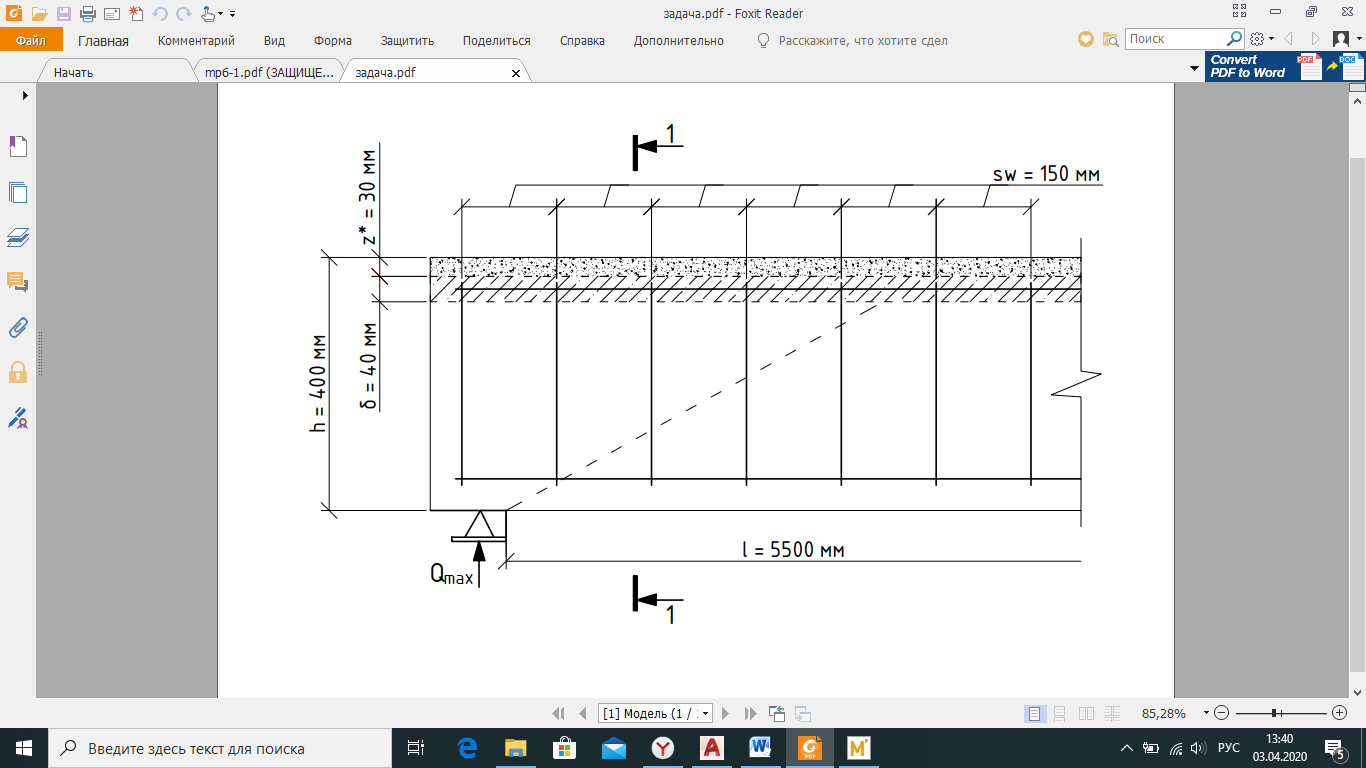 задача.pdf - Foxit Reader
Файл Главная Комментарий Вид Форма Защитить Поделиться Справка Дополнительно Расскажите, что хотите сдел Поиск
Начать mp6-1.pdf (ЗАЩИЩЕ... задача.pdf
Convert
PDF to Word
PDF DOC
1
sw = 150 мм
z* = 30 мм
h = 400 мм
δ = 40 мм
l = 5500 мм
Qmax
1
[1] Модель (1 / 85,28%
Введите здесь текст для поиска
РУС
13:40
03.04.2020
5